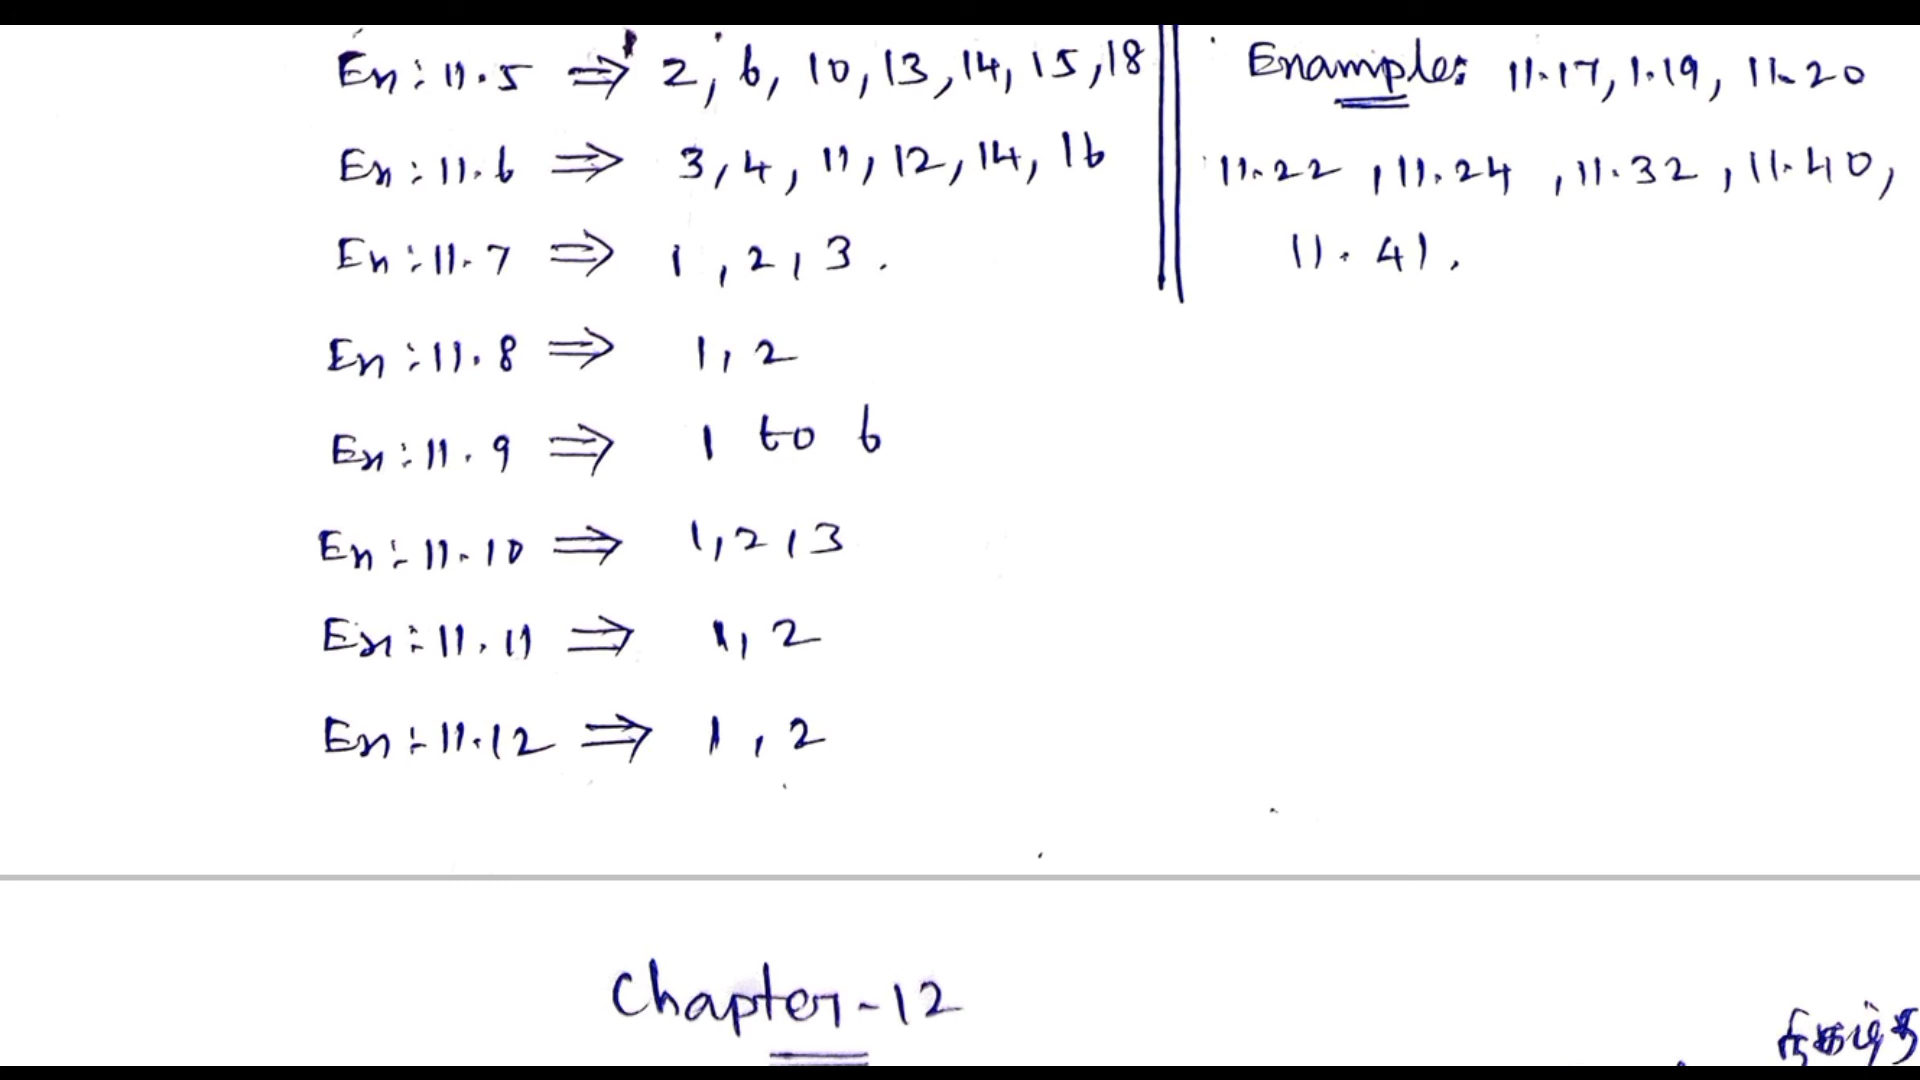 Ex: 11.5 ⇒ 2, 6, 10, 13, 14, 15, 18
Ex: 11.6 ⇒ 3, 4, 11, 12, 14, 16
Ex: 11.7 ⇒ 1, 2, 3.
Ex: 11.8 ⇒ 1, 2
Ex: 11.9 ⇒ 1 to 6
Ex: 11.10 ⇒ 1, 2, 3
Ex: 11.11 ⇒ 1, 2
Ex: 11.12 ⇒ 1, 2
Example: 11.17, 1.19, 11.20
11.22, 11.24, 11.32, 11.40,
11.41.
Chapter-12